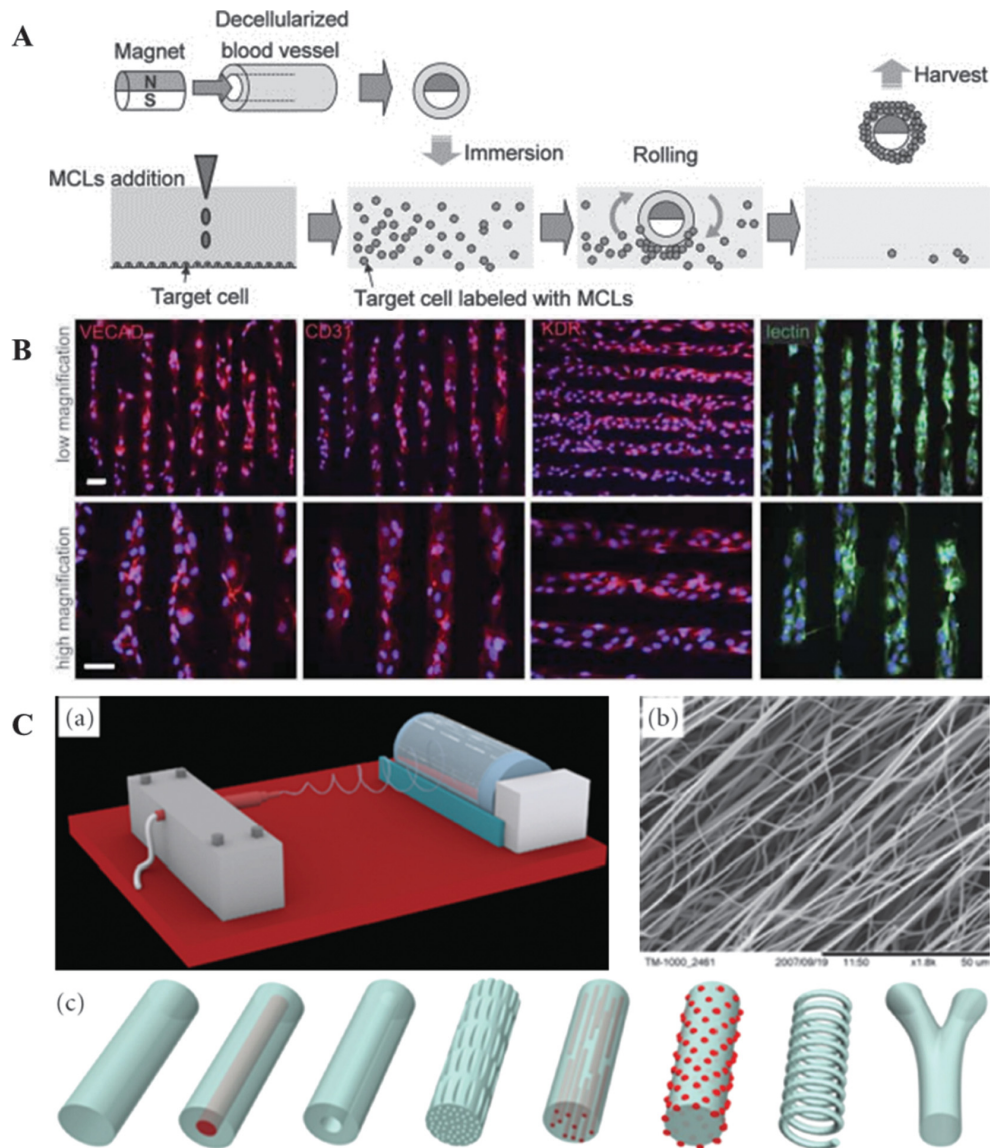 A
Decellularized
Magnet
blood vessel
N
S
Harvest
Immersion
Rolling
MCLs addition
Target cell
Target cell labeled with MCLs
B
VECAD
CD31
KDR
lectin
low magnification
high magnification
C
(a)
(b)
TM-1000_2461 2007/09/19 11:50 x1.8k 50 um
(c)